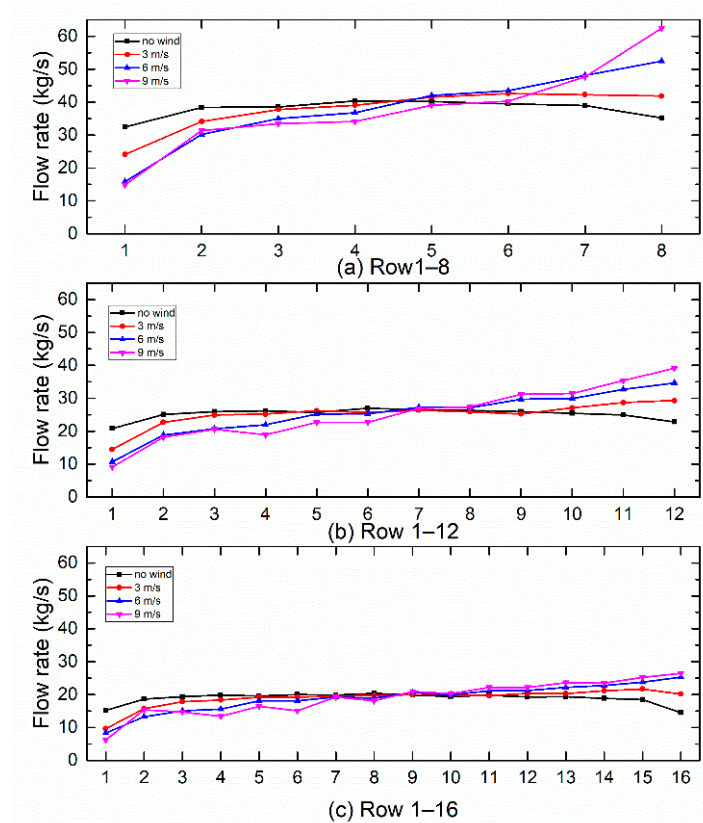 60
50
40
30
20
10
0
Flow rate (kg/s)
no wind
3 m/s
6 m/s
9 m/s
1 2 3 4 5 6 7 8
(a) Row1–8
60
50
40
30
20
10
0
Flow rate (kg/s)
no wind
3 m/s
6 m/s
9 m/s
1 2 3 4 5 6 7 8 9 10 11 12
(b) Row 1–12
60
50
40
30
20
10
0
Flow rate (kg/s)
no wind
3 m/s
6 m/s
9 m/s
1 2 3 4 5 6 7 8 9 10 11 12 13 14 15 16
(c) Row 1–16